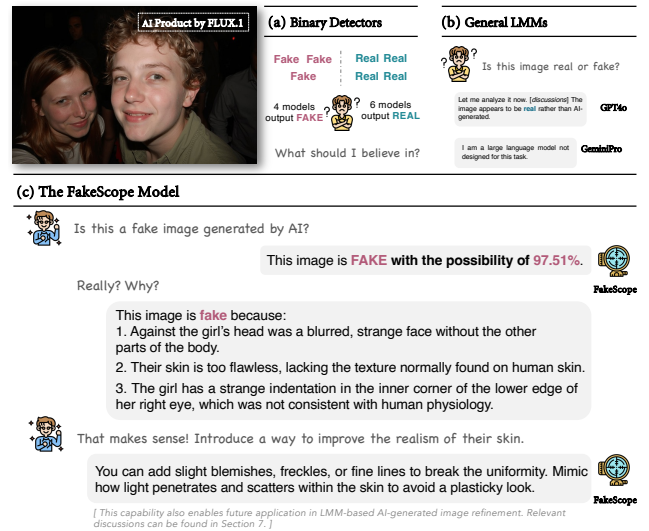 AI Product by FLUX.1
(a) Binary Detectors
Fake Fake
Fake
Real Real
Real Real
4 models
output FAKE
?
?
6 models
output REAL
What should I believe in?
(b) General LMMs
?
?
Is this image real or fake?
Let me analyze it now. [discussions] The
image appears to be real rather than AI-
generated.
GPT4o
I am a large language model not
designed for this task.
GeminiPro
(c) The FakeScope Model
Is this a fake image generated by AI?
This image is FAKE with the possibility of 97.51%.
FakeScope
Really? Why?
This image is fake because:
1. Against the girl's head was a blurred, strange face without the other
parts of the body.
2. Their skin is too flawless, lacking the texture normally found on human skin.
3. The girl has a strange indentation in the inner corner of the lower edge of
her right eye, which was not consistent with human physiology.
That makes sense! Introduce a way to improve the realism of their skin.
You can add slight blemishes, freckles, or fine lines to break the uniformity. Mimic
how light penetrates and scatters within the skin to avoid a plasticky look.
FakeScope
[ This capability also enables future application in LMM-based AI-generated image refinement. Relevant
discussions can be found in Section 7. ]